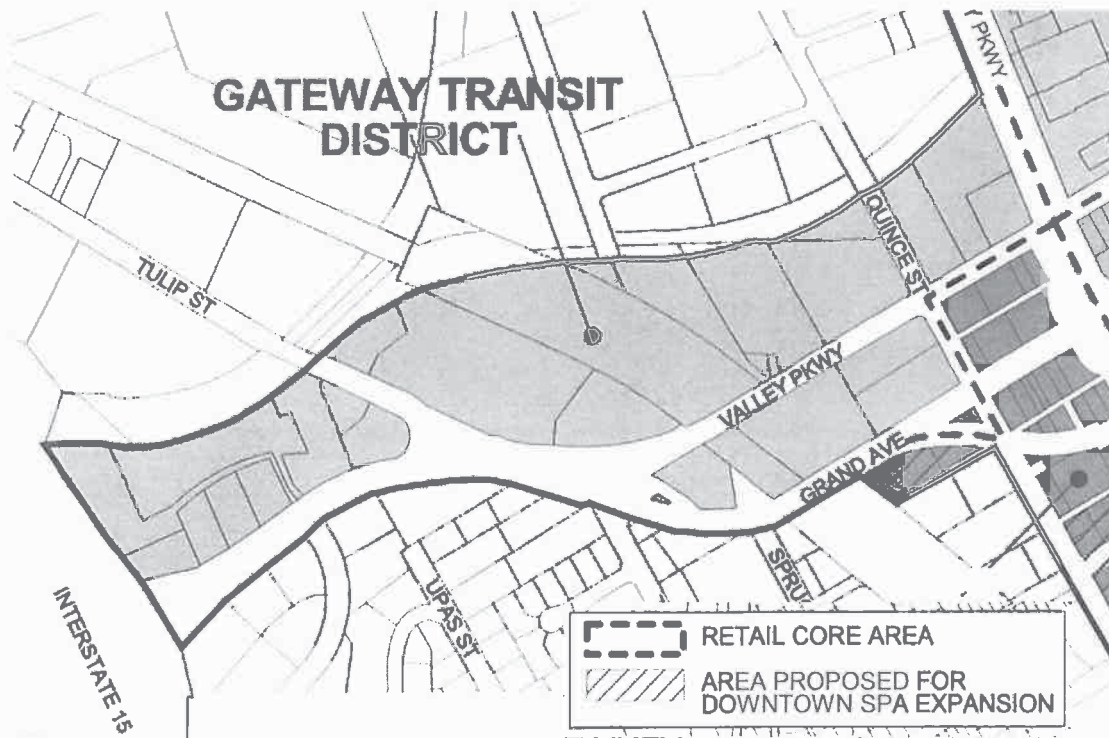 GATEWAY TRANSIT
DISTRICT
Y PKWY
TULIP ST
QUINCE ST
VALLEY PKWY
GRAND AVE
UPAS ST
SPRU
INTERSTATE 15
RETAIL CORE AREA
AREA PROPOSED FOR
DOWNTOWN SPA EXPANSION